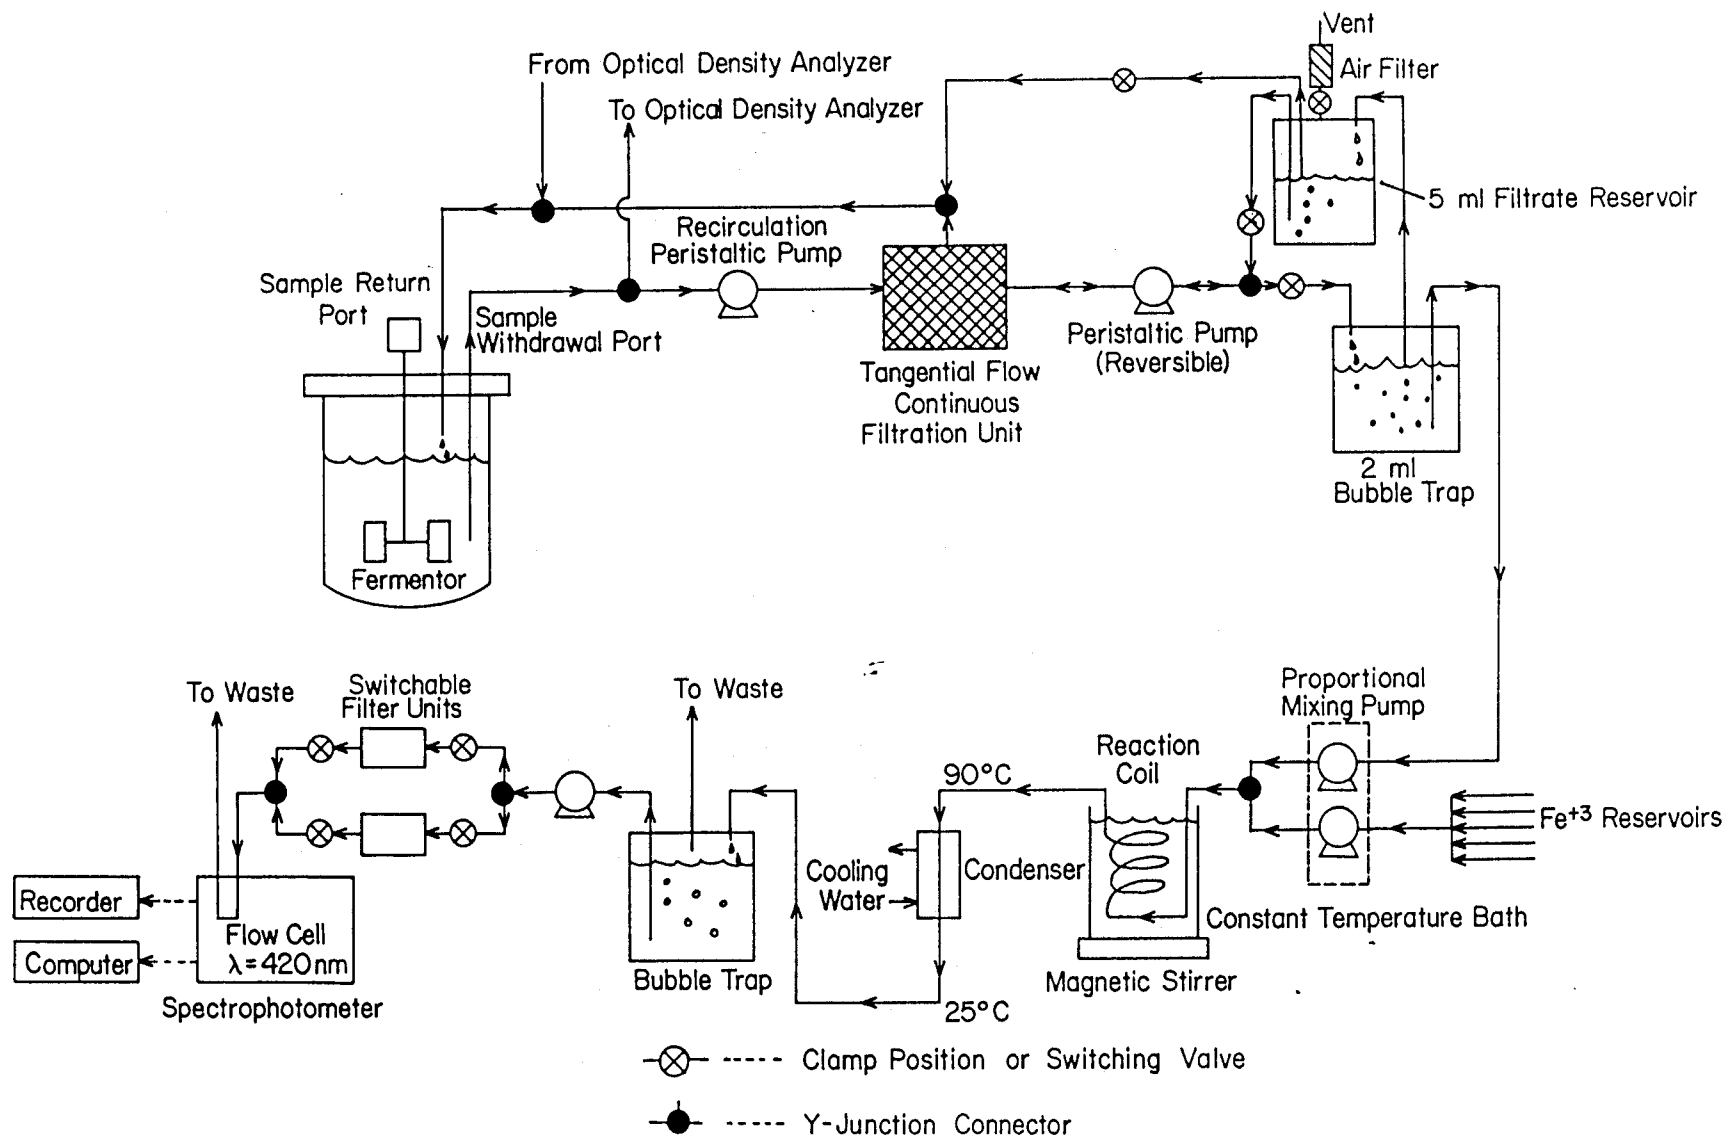 Vent
From Optical Density Analyzer
Air Filter
To Optical Density Analyzer
5 ml Filtrate Reservoir
Recirculation
Peristaltic Pump
Sample Return
Port
Sample
Withdrawal Port
Peristaltic Pump
(Reversible)
Tangential Flow
Continuous
Filtration Unit
2 ml
Bubble Trap
Fermentor
To Waste
Switchable
Filter Units
To Waste
Proportional
Mixing Pump
Reaction
Coil
90°C
Fe+3 Reservoirs
Cooling
Water
Condenser
Constant Temperature Bath
Recorder
Computer
Flow Cell
λ=420nm
Spectrophotometer
Bubble Trap
25°C
Magnetic Stirrer
Clamp Position or Switching Valve
Y-Junction Connector